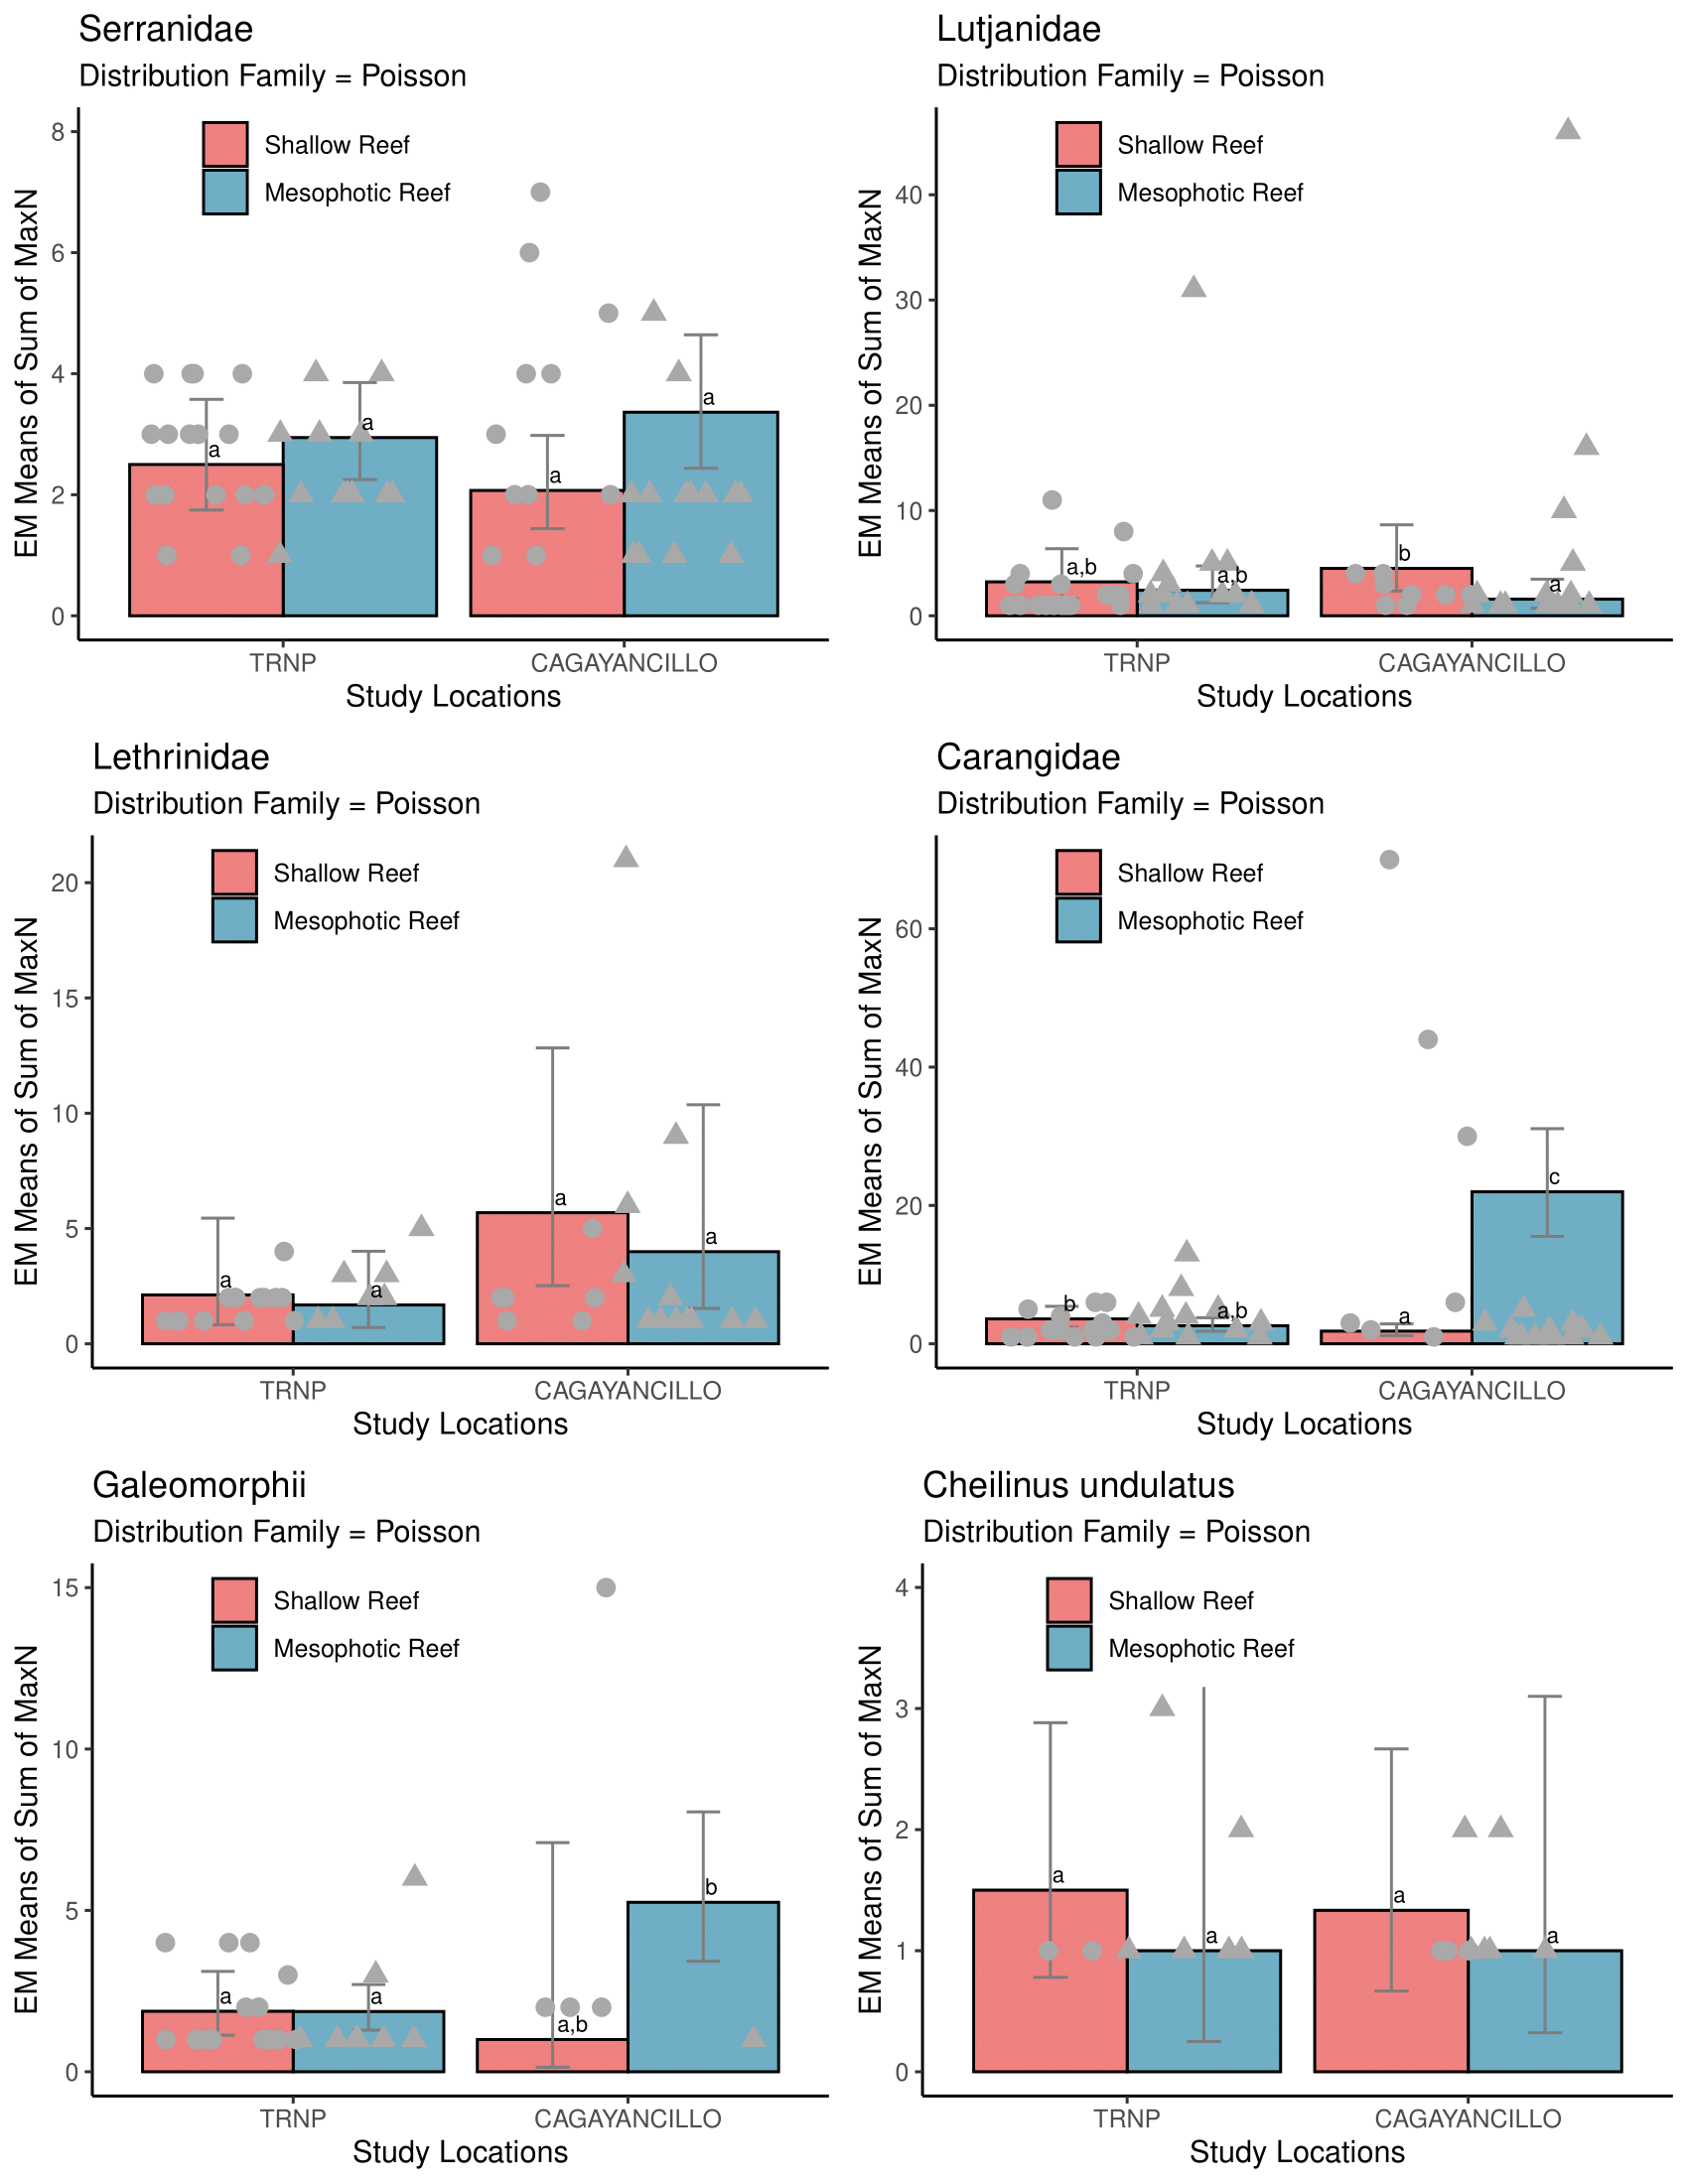 Serranidae
Distribution Family = Poisson
EM Means of Sum of MaxN
8
6
4
2
0
Shallow Reef
Mesophotic Reef
a
a
a
a
TRNP
CAGAYANCILLO
Study Locations
Lutjanidae
Distribution Family = Poisson
EM Means of Sum of MaxN
40
30
20
10
0
Shallow Reef
Mesophotic Reef
a,b
a,b
b
a
TRNP
CAGAYANCILLO
Study Locations
Lethrinidae
Distribution Family = Poisson
EM Means of Sum of MaxN
20
15
10
5
0
Shallow Reef
Mesophotic Reef
a
a
a
a
TRNP
CAGAYANCILLO
Study Locations
Carangidae
Distribution Family = Poisson
EM Means of Sum of MaxN
60
40
20
0
Shallow Reef
Mesophotic Reef
b
a,b
a
c
TRNP
CAGAYANCILLO
Study Locations
Galeomorphii
Distribution Family = Poisson
EM Means of Sum of MaxN
15
10
5
0
Shallow Reef
Mesophotic Reef
a
a
a,b
b
TRNP
CAGAYANCILLO
Study Locations
Cheilinus undulatus
Distribution Family = Poisson
EM Means of Sum of MaxN
4
3
2
1
0
Shallow Reef
Mesophotic Reef
a
a
a
a
TRNP
CAGAYANCILLO
Study Locations